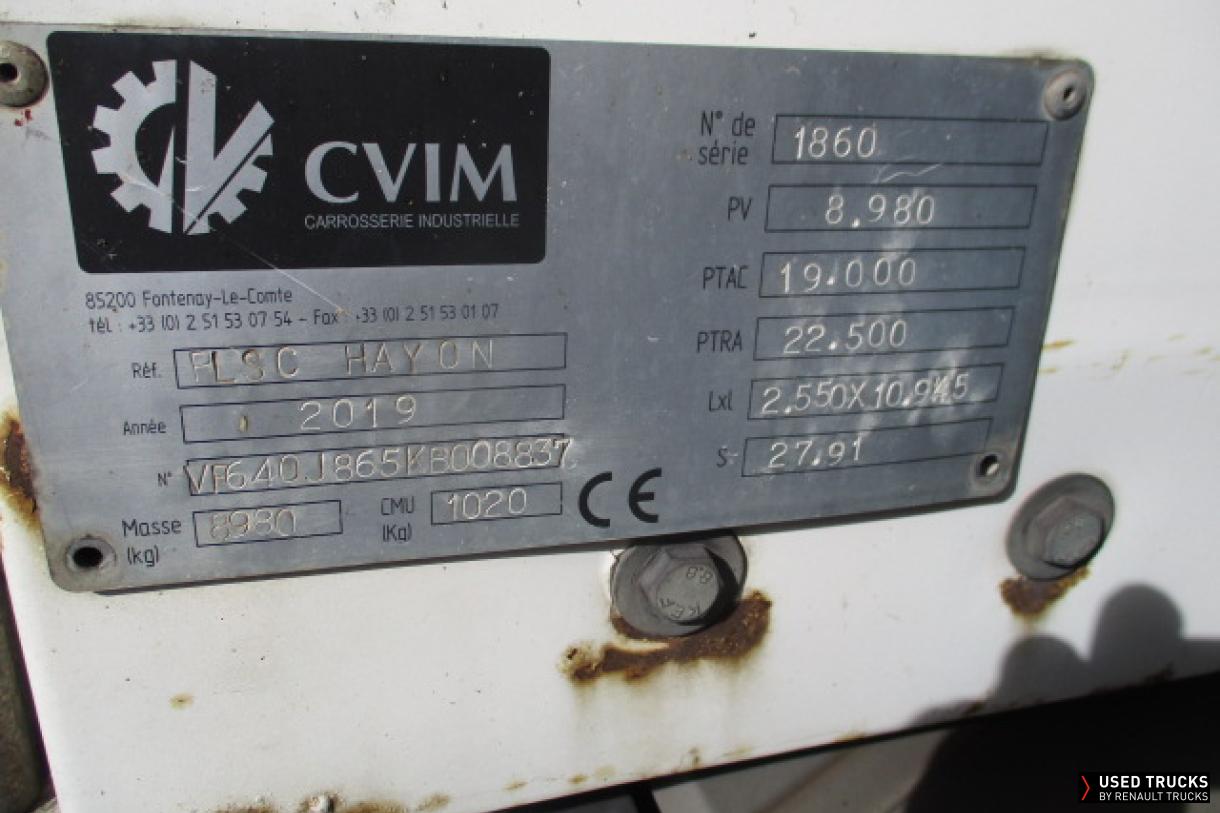 CVIM
CARROSSERIE INDUSTRIELLE
85200 Fontenay-Le-Comte
tél : +33 (0) 2 51 53 07 54 - Fax : +33 (0) 2 51 53 01 07
Réf. PLSC HAYON
Année 2019
N° VF640J865KB008837
Masse (kg) 8980 CMU (Kg) 1020
CE
N° de série 1860
PV 8.980
PTAC 19.000
PTRA 22.500
Lxl 2.550X10.945
S- 27.91
8.8
USED TRUCKS
BY RENAULT TRUCKS